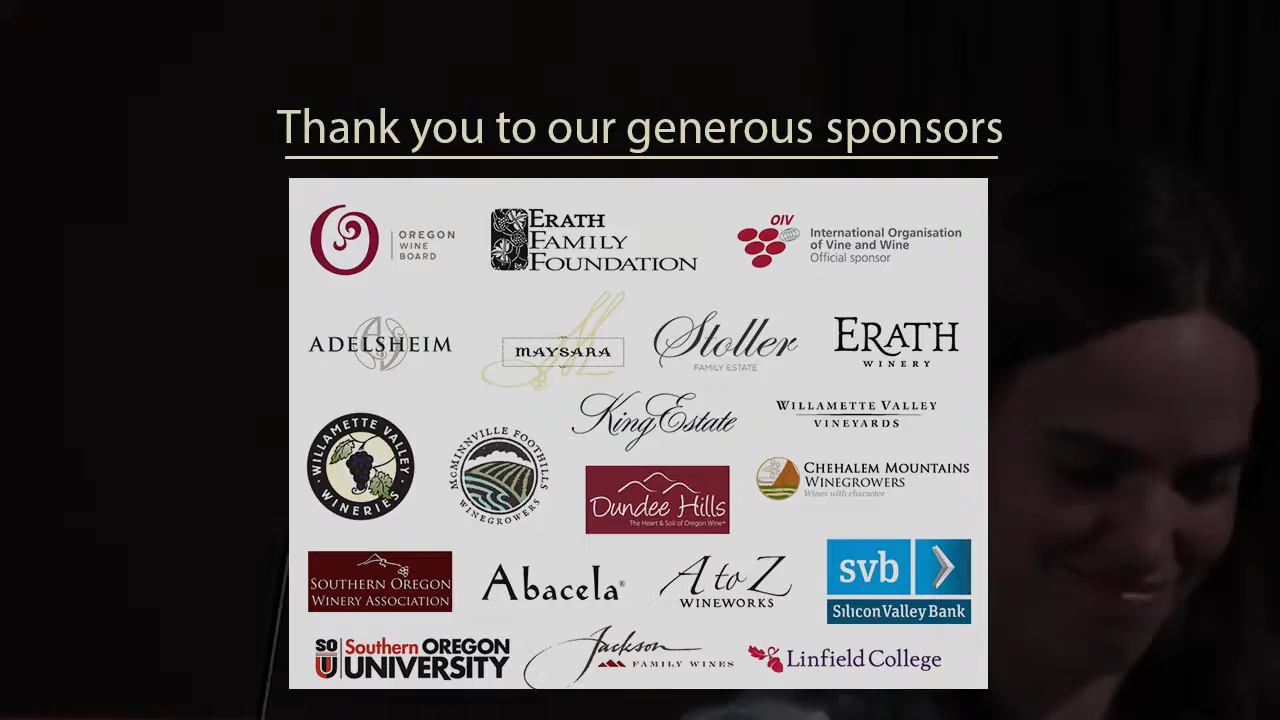 Thank you to our generous sponsors
OREGON
WINE
BOARD
ERATH
FAMILY
FOUNDATION
OIV
International Organisation
of Vine and Wine
Official sponsor
ADELSHEIM
MAYSARA
Stoller
FAMILY ESTATE
ERATH
WINERY
King Estate
WILLAMETTE VALLEY
VINEYARDS
WILLAMETTE VALLEY
WINERIES
MCMINNVILLE FOOTHILLS
WINEGROWERS
Dundee Hills
The Heart & Soil of Oregon Wine™
CHEHALEM MOUNTAINS
WINEGROWERS
Wines with character
SOUTHERN OREGON
WINERY ASSOCIATION
Abacela®
A to Z
WINEWORKS
svb
Silicon Valley Bank
SO
U
Southern OREGON
UNIVERSITY
Jackson
FAMILY WINES
Linfield College